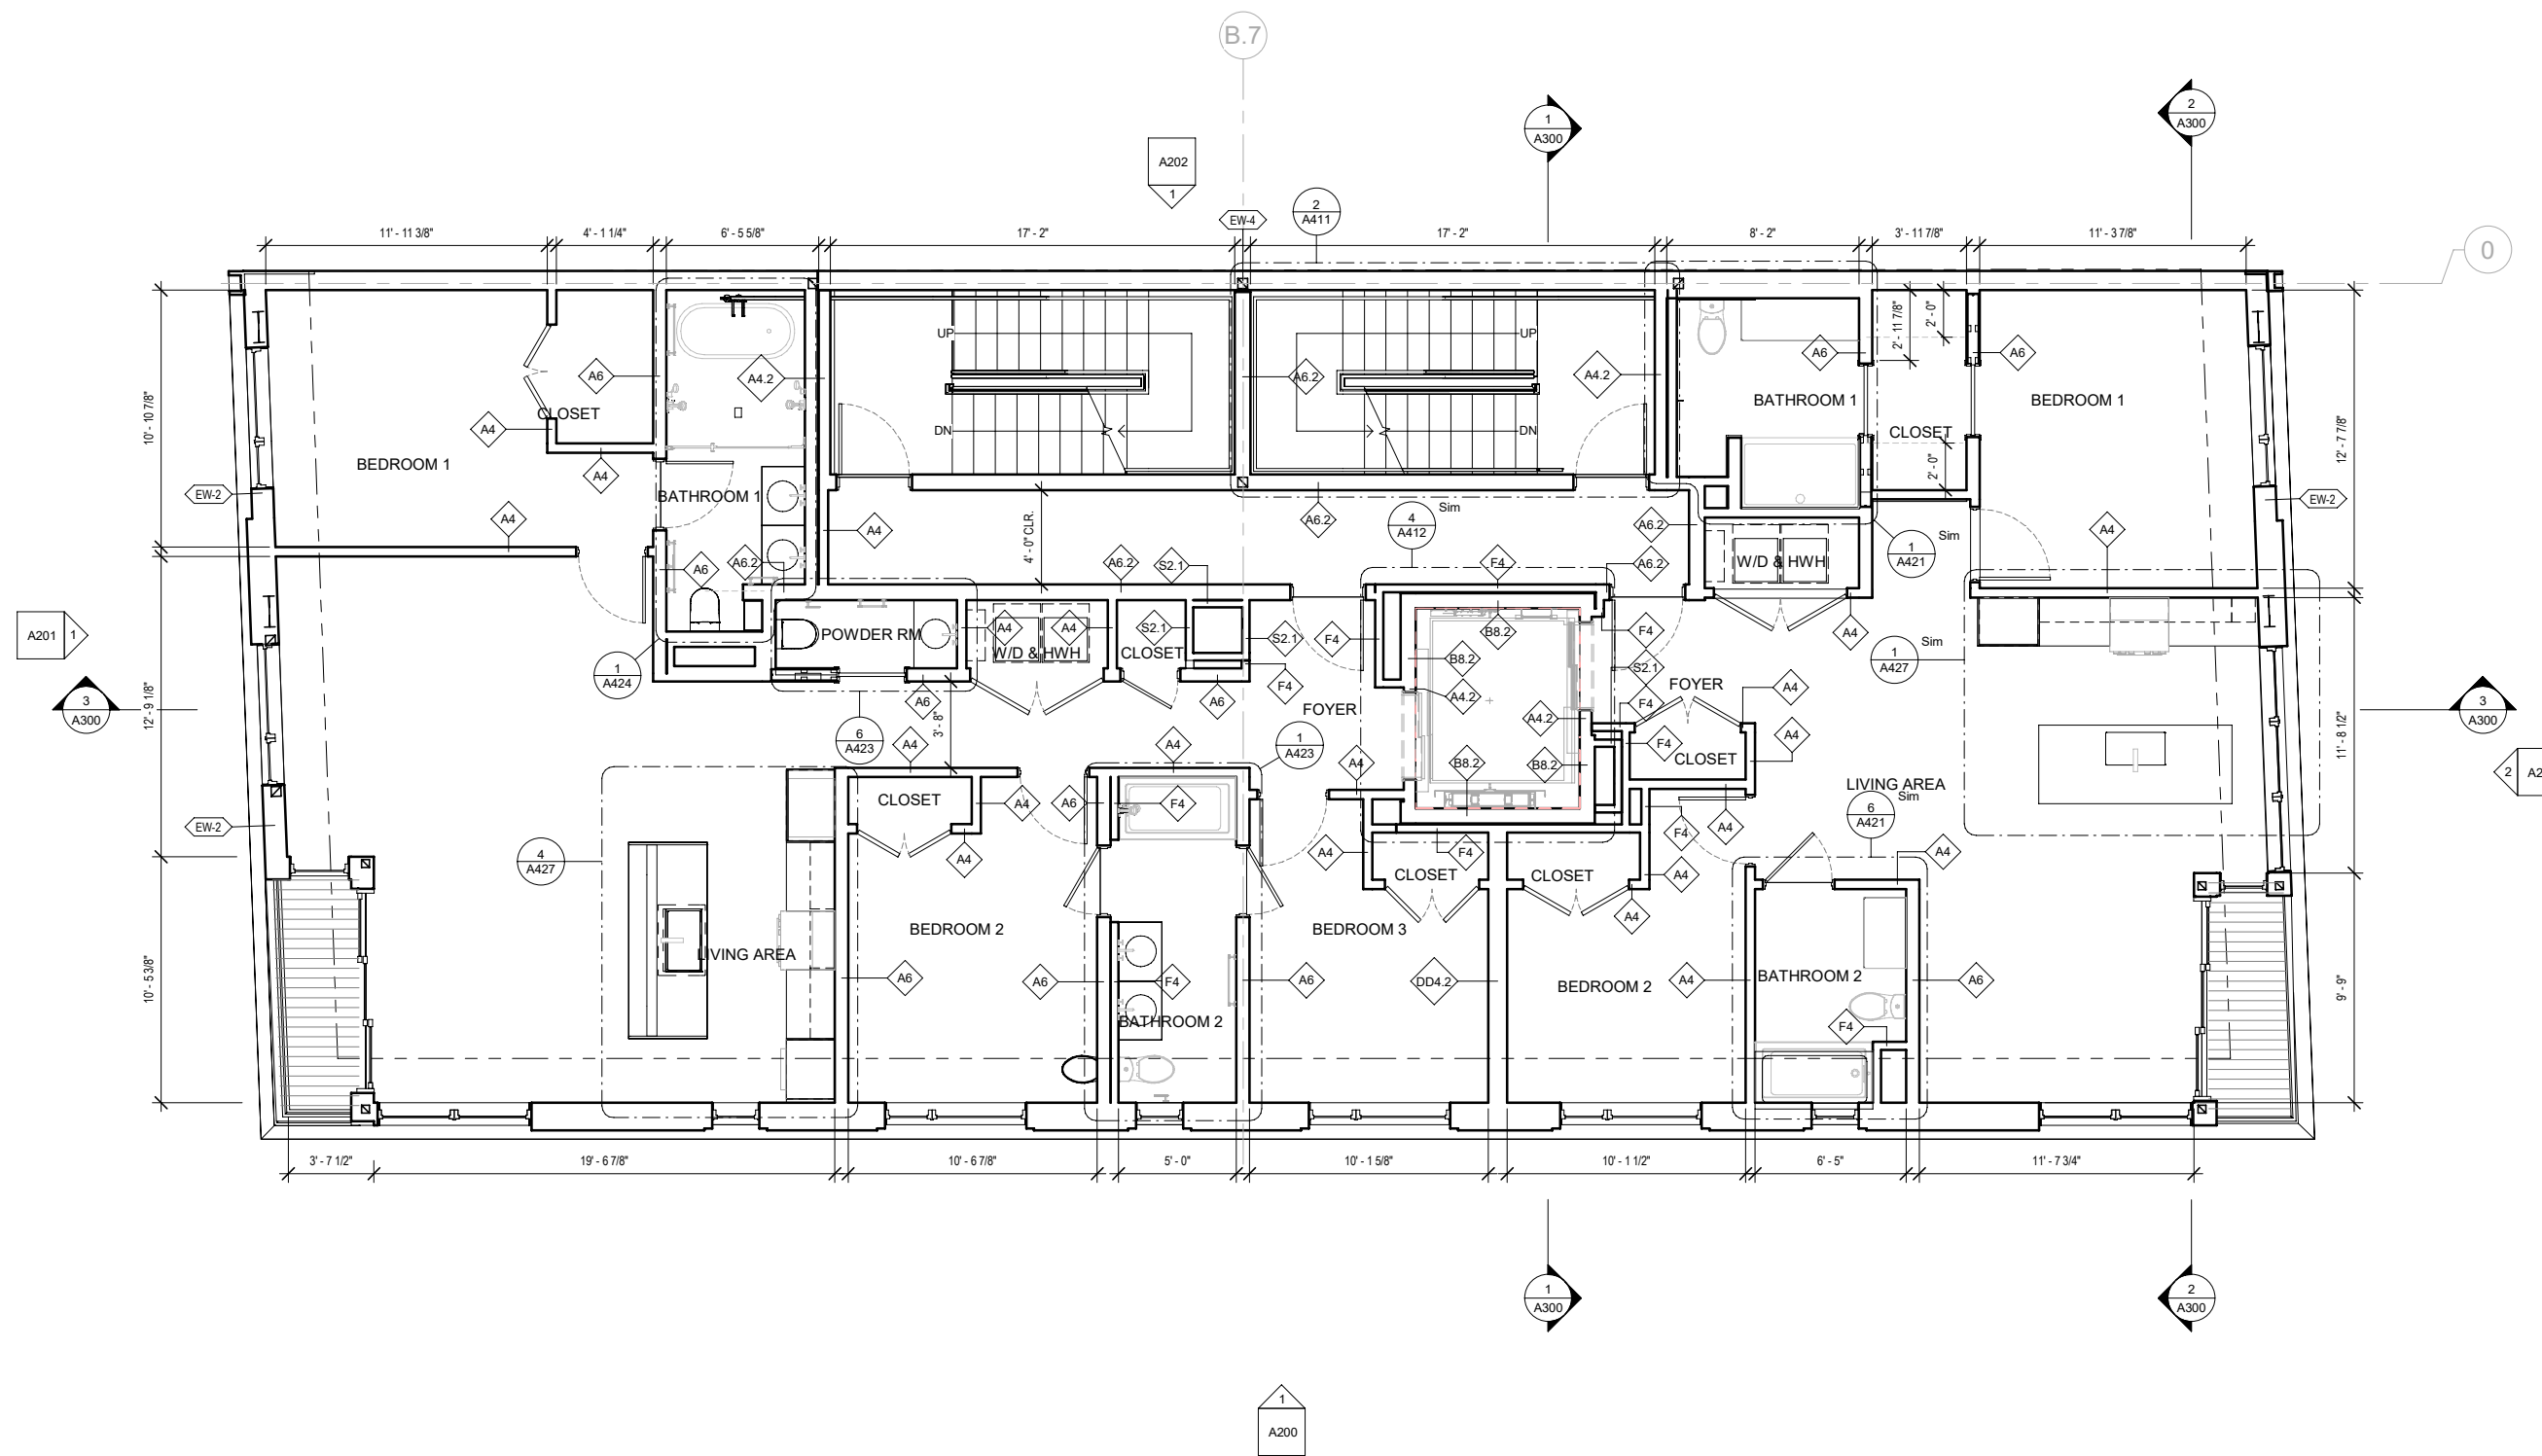 B.7
1
A300
2
A300
A202
1
2
A411
EW-4
0
11' - 11 3/8"
4' - 1 1/4"
6' - 5 5/8"
17' - 2"
17' - 2"
8' - 2"
3' - 11 7/8"
11' - 3 7/8"
2' - 11 7/8"
2' - 0"
UP
UP
A6
A4.2
A6.2
A4.2
A6
A6
10' - 10 7/8"
12' - 7 7/8"
CLOSET
BATHROOM 1
BEDROOM 1
A4
DN
DN
CLOSET
BEDROOM 1
A4
2' - 0"
EW-2
BATHROOM 1
EW-2
A4
A4
4' - 0" CLR.
A6.2
4
A412
Sim
A6.2
1
A421
Sim
A4
A6
A6.2
A6.2
S2.1
F4
A6.2
W/D & HWH
A201
1
POWDER RM
A4
A4
S2.1
S2.1
F4
B8.2
F4
A4
W/D & HWH
CLOSET
B8.2
S2.1
1
A427
Sim
1
A424
F4
A6
A6
FOYER
A4.2
A4.2
FOYER
F4
A4
3
A300
12' - 9 1/8"
3' - 8"
6
A423
A4
A4
1
A423
A4
B8.2
B8.2
F4
CLOSET
A4
3
A300
11' - 8 1/2"
2
A2
LIVING AREA
CLOSET
A4
A6
F4
6
A421
Sim
EW-2
F4
A4
4
A427
A4
A4
F4
A4
A4
CLOSET
CLOSET
A4
BEDROOM 2
BEDROOM 3
LIVING AREA
A6
A6
F4
A6
DD4.2
BEDROOM 2
A4
BATHROOM 2
A6
10' - 5 3/8"
9' - 9"
BATHROOM 2
F4
3' - 7 1/2"
19' - 6 7/8"
10' - 6 7/8"
5' - 0"
10' - 1 5/8"
10' - 1 1/2"
6' - 5"
11' - 7 3/4"
1
A300
2
A300
1
A200